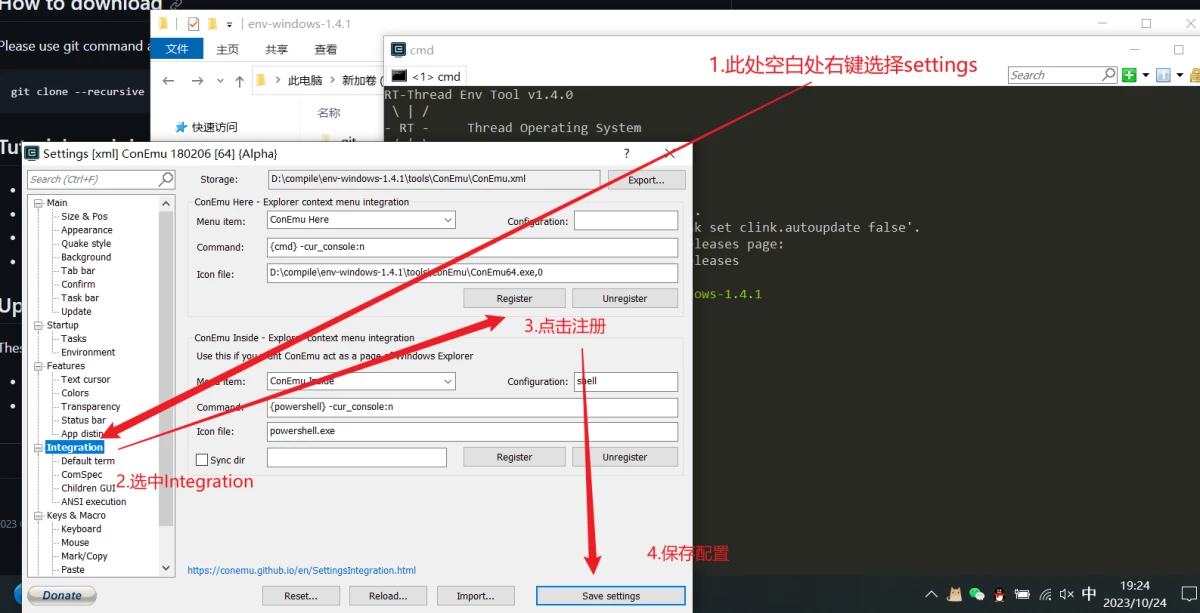 How to download
Please use git command a
git clone --recursive
env-windows-1.4.1
文件 主页 共享 查看
此电脑 新加卷 (
名称
快速访问
cmd
<1> cmd
Search
1.此处空白处右键选择settings
RT-Thread Env Tool v1.4.0
\ | /
- RT - Thread Operating System
k set clink.autoupdate false'.
leases page:
leases
ows-1.4.1
Settings [xml] ConEmu 180206 [64] {Alpha}
Search (Ctrl+F)
Main
Size & Pos
Appearance
Quake style
Background
Tab bar
Confirm
Task bar
Update
Startup
Tasks
Environment
Features
Text cursor
Colors
Transparency
Status bar
App distin
Integration
Default term
ComSpec
Children GUI
ANSI execution
Keys & Macro
Keyboard
Mouse
Mark/Copy
Paste
Storage: D:\compile\env-windows-1.4.1\tools\ConEmu\ConEmu.xml Export...
ConEmu Here - Explorer context menu integration
Menu item: ConEmu Here Configuration:
Command: {cmd} -cur_console:n
Icon file: D:\compile\env-windows-1.4.1\tools\ConEmu\ConEmu64.exe,0
Register Unregister
3.点击注册
ConEmu Inside - Explorer context menu integration
Use this if you want ConEmu act as a page of Windows Explorer
Menu item: ConEmu Inside Configuration: shell
Command: {powershell} -cur_console:n
Icon file: powershell.exe
Sync dir Register Unregister
2.选中Integration
4.保存配置
https://conemu.github.io/en/SettingsIntegration.html
Donate Reset... Reload... Import... Save settings
中
19:24
2023/10/24